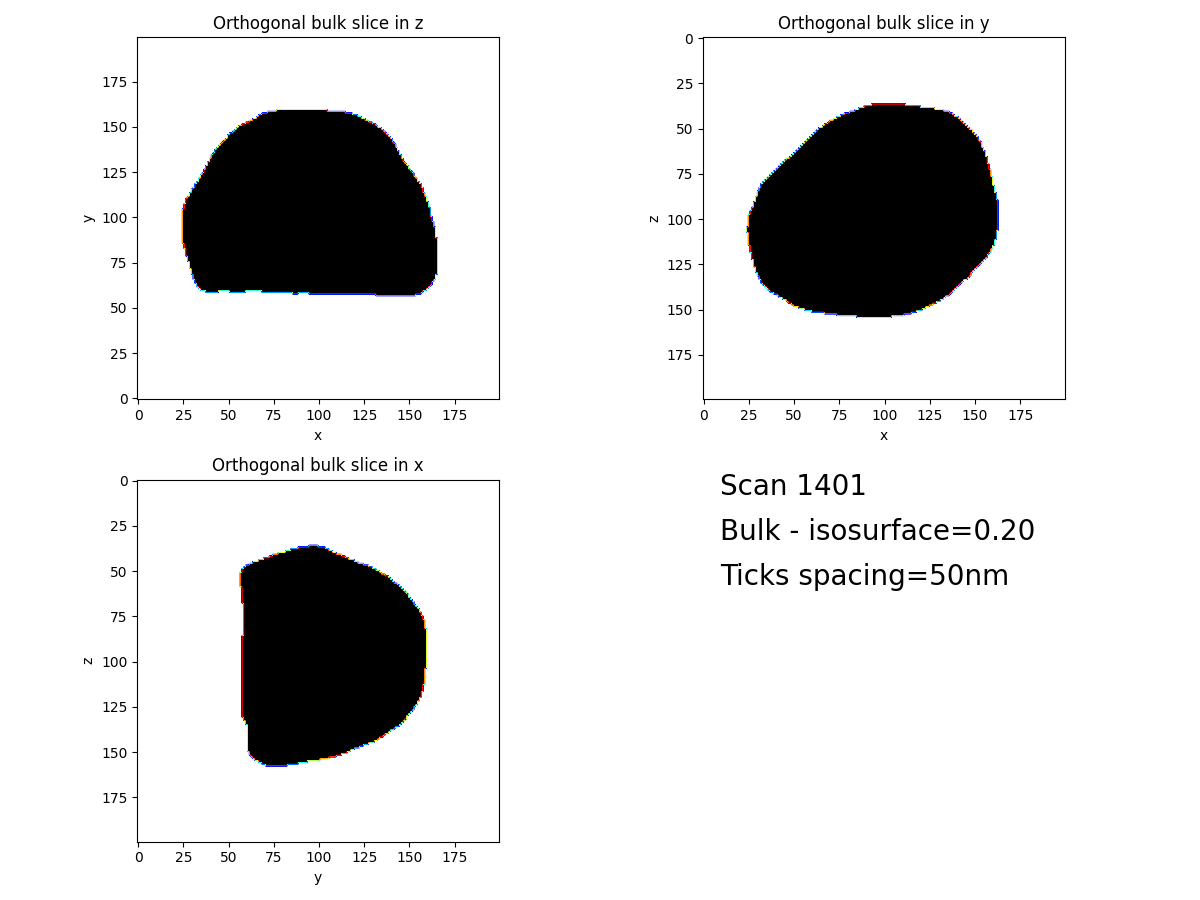 Orthogonal bulk slice in z
175
150
125
100
75
50
25
0
y
0 25 50 75 100 125 150 175
x
Orthogonal bulk slice in y
0
25
50
75
100
125
150
175
z
0 25 50 75 100 125 150 175
x
Orthogonal bulk slice in x
0
25
50
75
100
125
150
175
z
0 25 50 75 100 125 150 175
y
Scan 1401
Bulk - isosurface=0.20
Ticks spacing=50nm